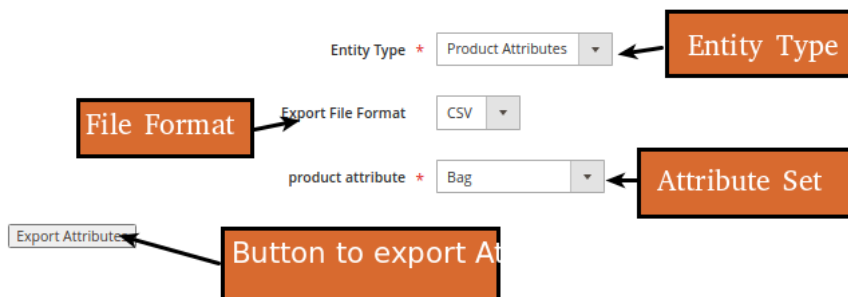 Entity Type * Product Attributes
Entity Type
Export File Format CSV
File Format
product attribute * Bag
Attribute Set
Export Attributes
Button to export At